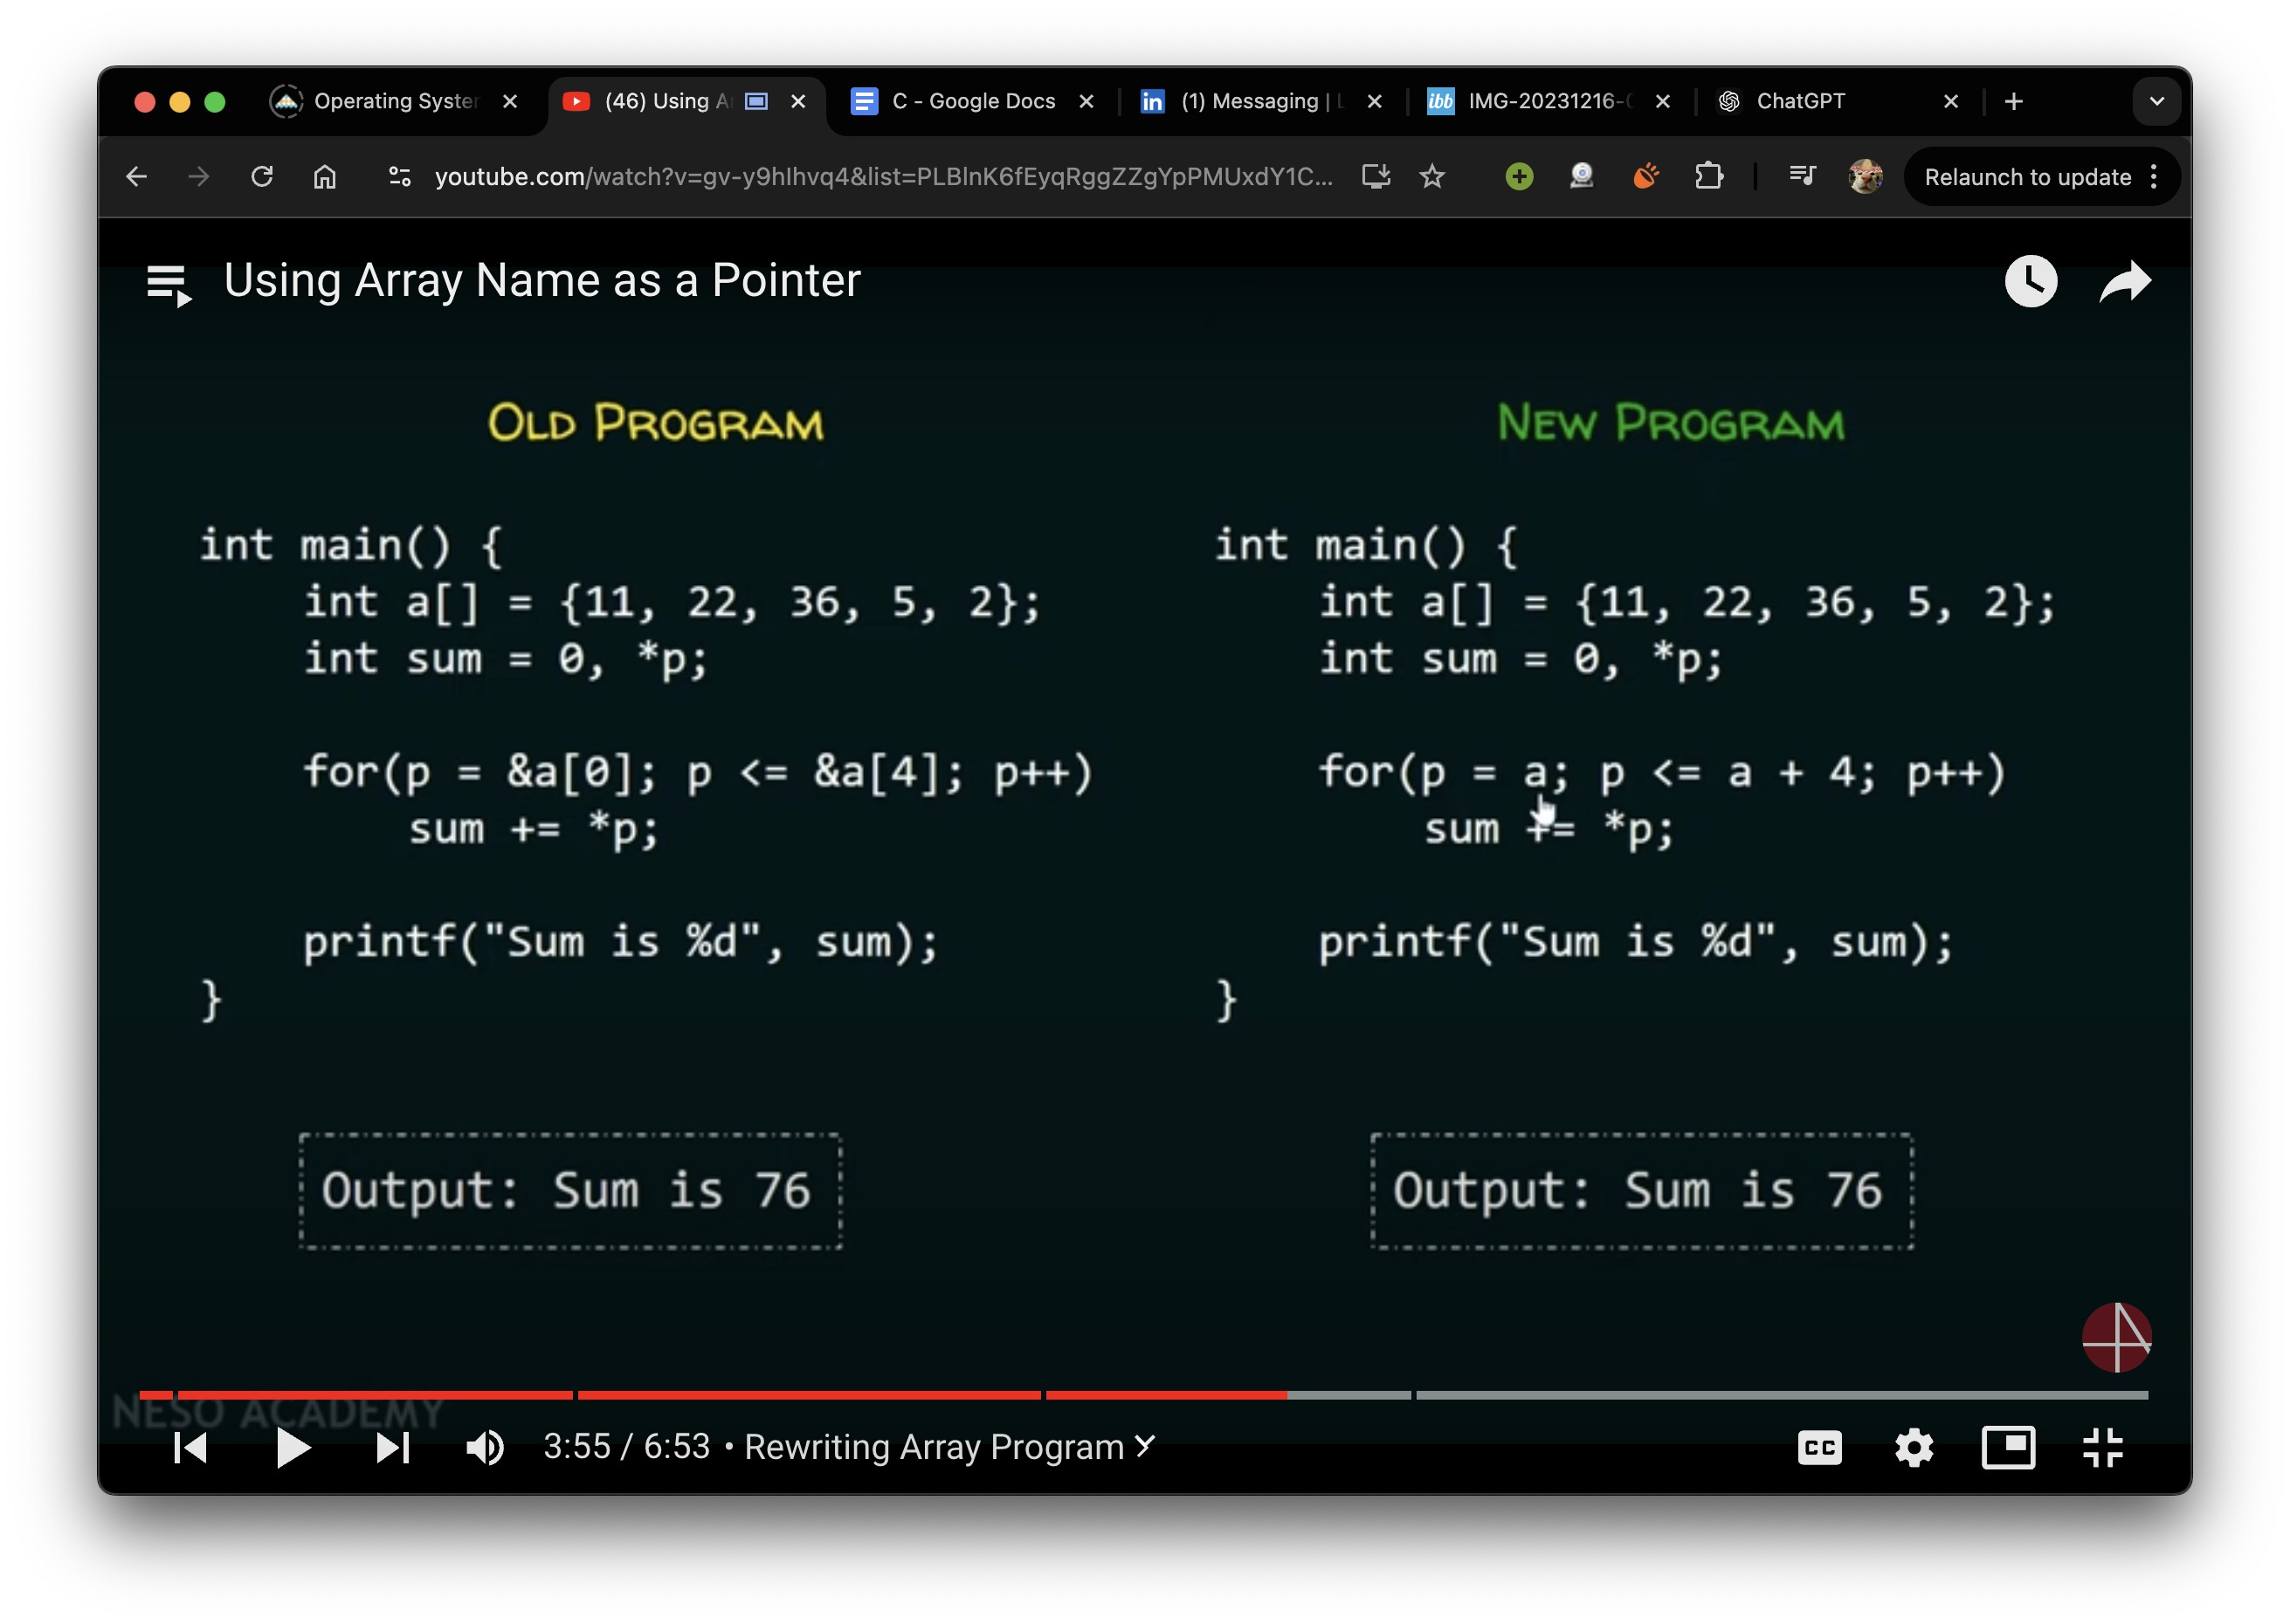 Operating Syste
(46) Using A
C - Google Docs
(1) Messaging |
ibb IMG-20231216-
ChatGPT
youtube.com/watch?v=gv-y9hIhvq4&list=PLBlnK6fEyqRggZZgYpPMUxdY1C...
Relaunch to update
Using Array Name as a Pointer
OLD PROGRAM
int main() {
    int a[] = {11, 22, 36, 5, 2};
    int sum = 0, *p;
    for(p = &a[0]; p <= &a[4]; p++)
        sum += *p;
    printf("Sum is %d", sum);
}
Output: Sum is 76
NEW PROGRAM
int main() {
    int a[] = {11, 22, 36, 5, 2};
    int sum = 0, *p;
    for(p = a; p <= a + 4; p++)
        sum += *p;
    printf("Sum is %d", sum);
}
Output: Sum is 76
NESO ACADEMY
3:55 / 6:53 • Rewriting Array Program
CC